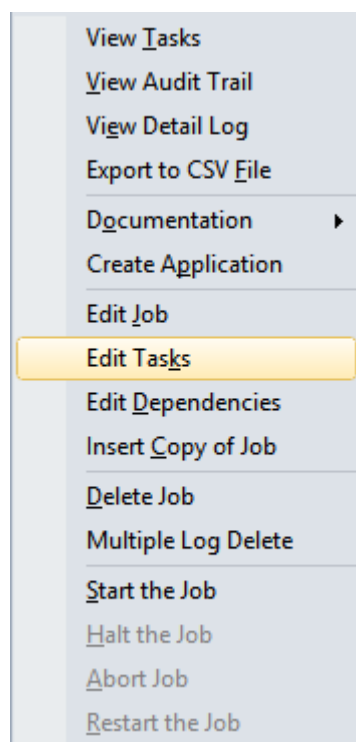 View Tasks
View Audit Trail
View Detail Log
Export to CSV File
Documentation
Create Application
Edit Job
Edit Tasks
Edit Dependencies
Insert Copy of Job
Delete Job
Multiple Log Delete
Start the Job
Halt the Job
Abort Job
Restart the Job